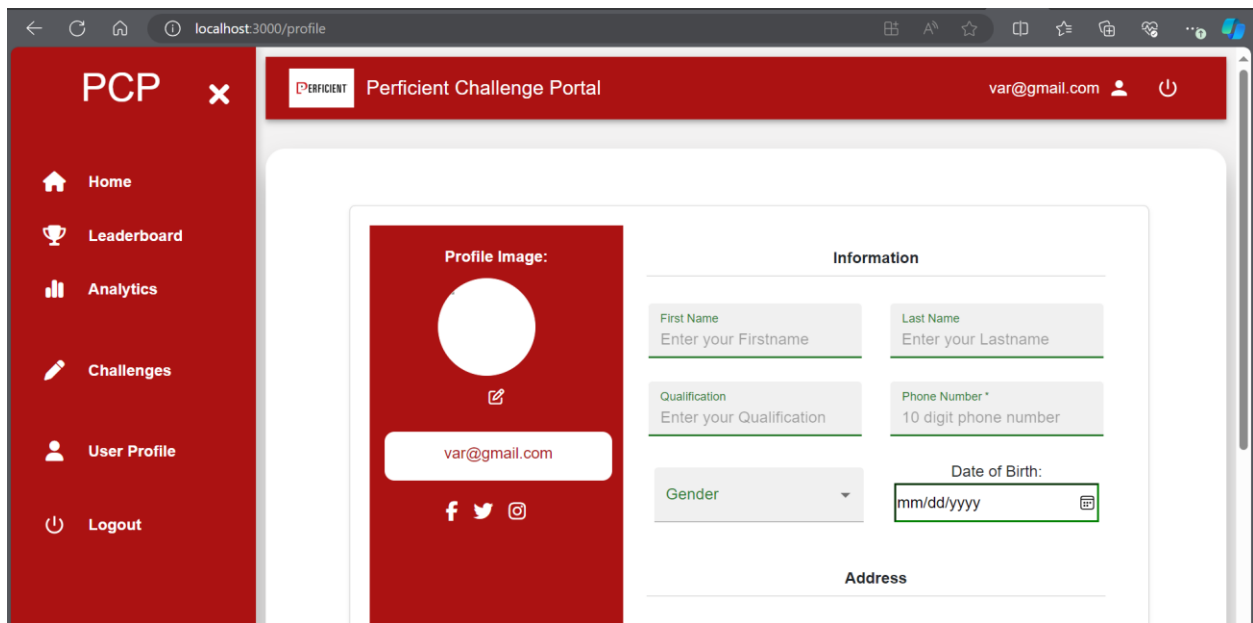 localhost:3000/profile
PCP
PERFICIENT
Perficient Challenge Portal
var@gmail.com
Home
Leaderboard
Analytics
Challenges
User Profile
Logout
Profile Image:
var@gmail.com
Information
First Name
Enter your Firstname
Last Name
Enter your Lastname
Qualification
Enter your Qualification
Phone Number *
10 digit phone number
Gender
Date of Birth:
mm/dd/yyyy
Address